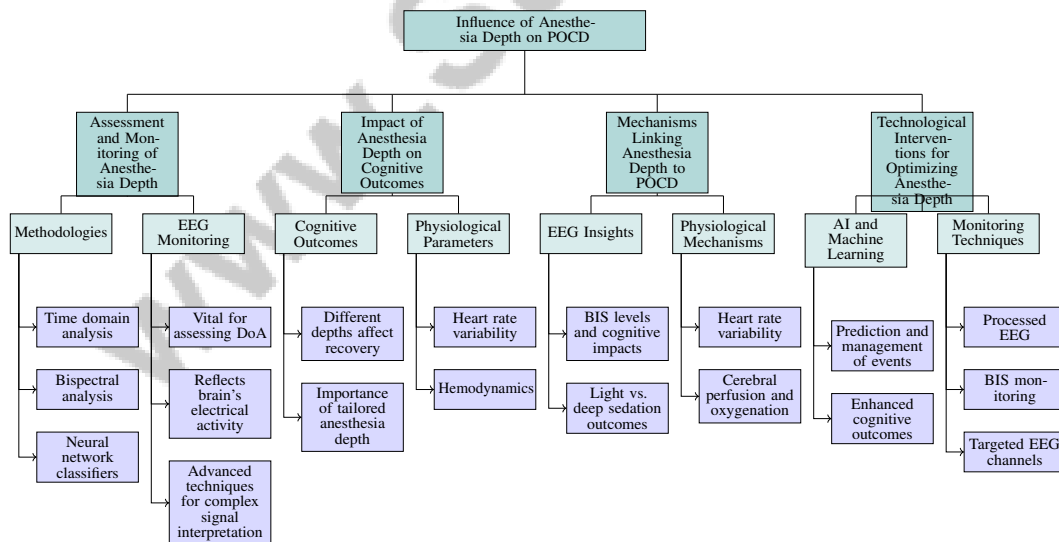 Influence of Anesthe-
sia Depth on POCD
Assessment
and Mon-
itoring of
Anesthe-
sia Depth
Impact of
Anesthesia
Depth on
Cognitive
Outcomes
Mechanisms
Linking
Anesthesia
Depth to
POCD
Technological
Interven-
tions for
Optimizing
Anesthe-
sia Depth
Methodologies
EEG
Monitoring
Cognitive
Outcomes
Physiological
Parameters
EEG Insights
Physiological
Mechanisms
AI and
Machine
Learning
Monitoring
Techniques
Time domain
analysis
Bispectral
analysis
Neural
network
classifiers
Vital for
assessing DoA
Reflects
brain's
electrical
activity
Advanced
techniques
for complex
signal
interpretation
Different
depths affect
recovery
Importance
of tailored
anesthesia
depth
Heart rate
variability
Hemodynamics
BIS levels
and cognitive
impacts
Light vs.
deep sedation
outcomes
Heart rate
variability
Cerebral
perfusion and
oxygenation
Prediction and
management
of events
Enhanced
cognitive
outcomes
Processed
EEG
BIS mon-
itoring
Targeted EEG
channels
www.s